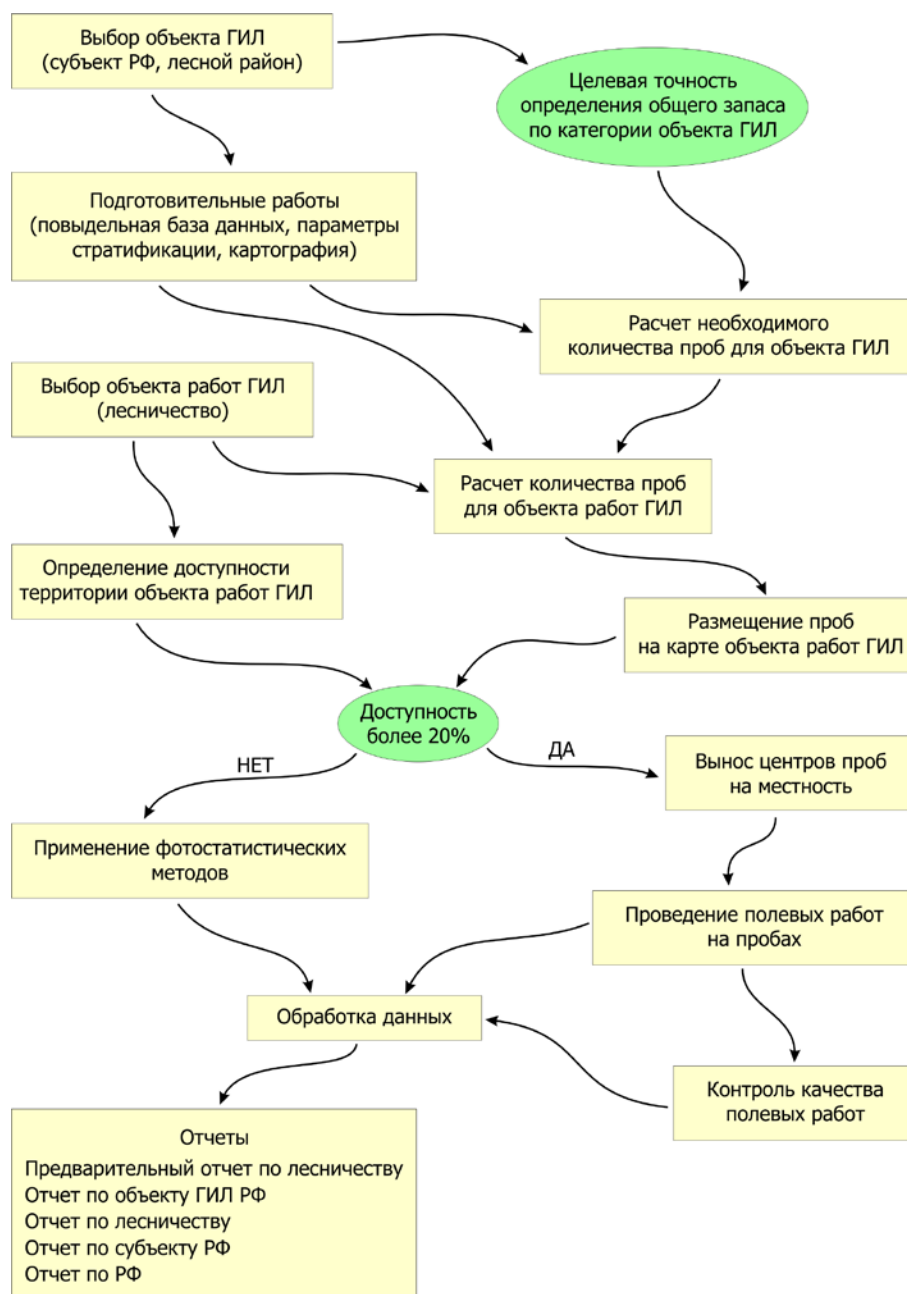 Выбор объекта ГИЛ
(субъект РФ, лесной район)
Целевая точность
определения общего запаса
по категории объекта ГИЛ
Подготовительные работы
(повыдельная база данных, параметры
стратификации, картография)
Расчет необходимого
количества проб для объекта ГИЛ
Выбор объекта работ ГИЛ
(лесничество)
Расчет количества проб
для объекта работ ГИЛ
Определение доступности
территории объекта работ ГИЛ
Размещение проб
на карте объекта работ ГИЛ
Доступность
более 20%
НЕТ
ДА
Вынос центров проб
на местность
Применение фотостатистических
методов
Проведение полевых работ
на пробах
Обработка данных
Контроль качества
полевых работ
Отчеты
Предварительный отчет по лесничеству
Отчет по объекту ГИЛ РФ
Отчет по лесничеству
Отчет по субъекту РФ
Отчет по РФ